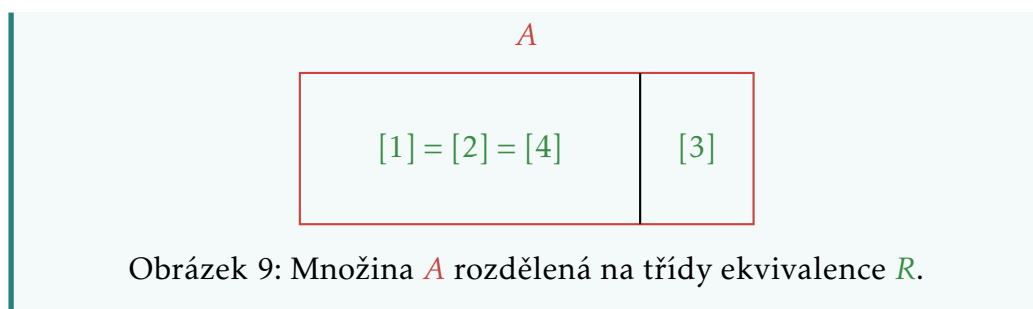 A
[1] = [2] = [4] [3]
Obrázek 9: Množina A rozdělená na třídy ekvivalence R.